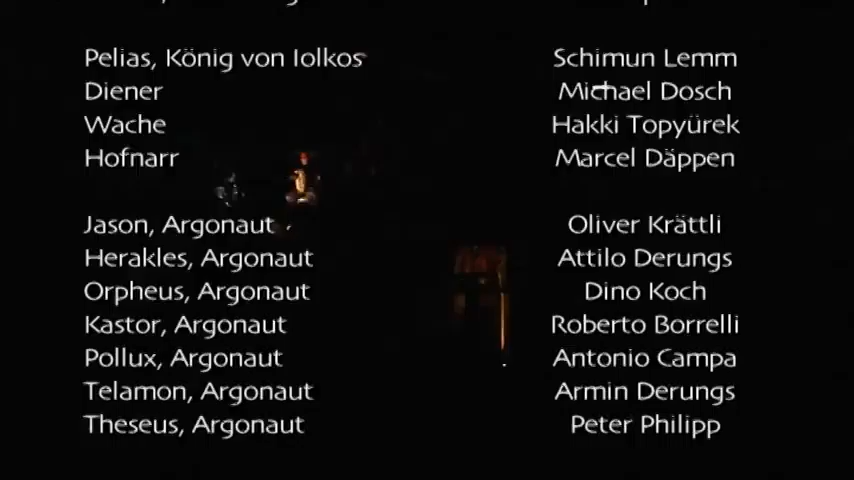 Pelias, König von Iolkos Schimun Lemm
Diener Michael Dosch
Wache Hakki Topyürek
Hofnarr Marcel Däppen
Jason, Argonaut Oliver Krättli
Herakles, Argonaut Attilo Derungs
Orpheus, Argonaut Dino Koch
Kastor, Argonaut Roberto Borrelli
Pollux, Argonaut Antonio Campa
Telamon, Argonaut Armin Derungs
Theseus, Argonaut Peter Philipp